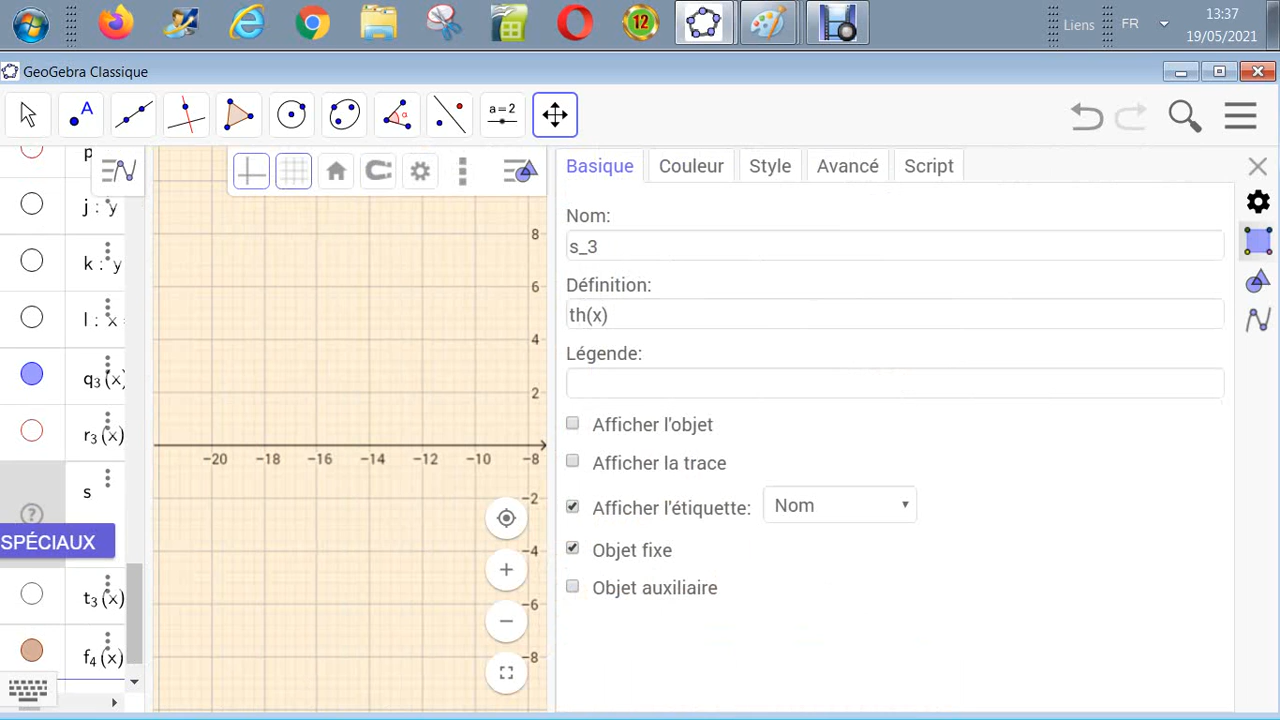 12
Liens
FR
13:37
19/05/2021
GeoGebra Classique
A
α
a=2
Basique
Couleur
Style
Avancé
Script
Nom:
s_3
Définition:
th(x)
Légende:
Afficher l'objet
Afficher la trace
Afficher l'étiquette:
Nom
Objet fixe
Objet auxiliaire
p
j : y
k : y
l : x
q3(x)
r3(x)
s
?
SPÉCIAUX
t3(x)
f4(x)
8
6
4
2
−20
−18
−16
−14
−12
−10
−8
−2
−4
−6
−8